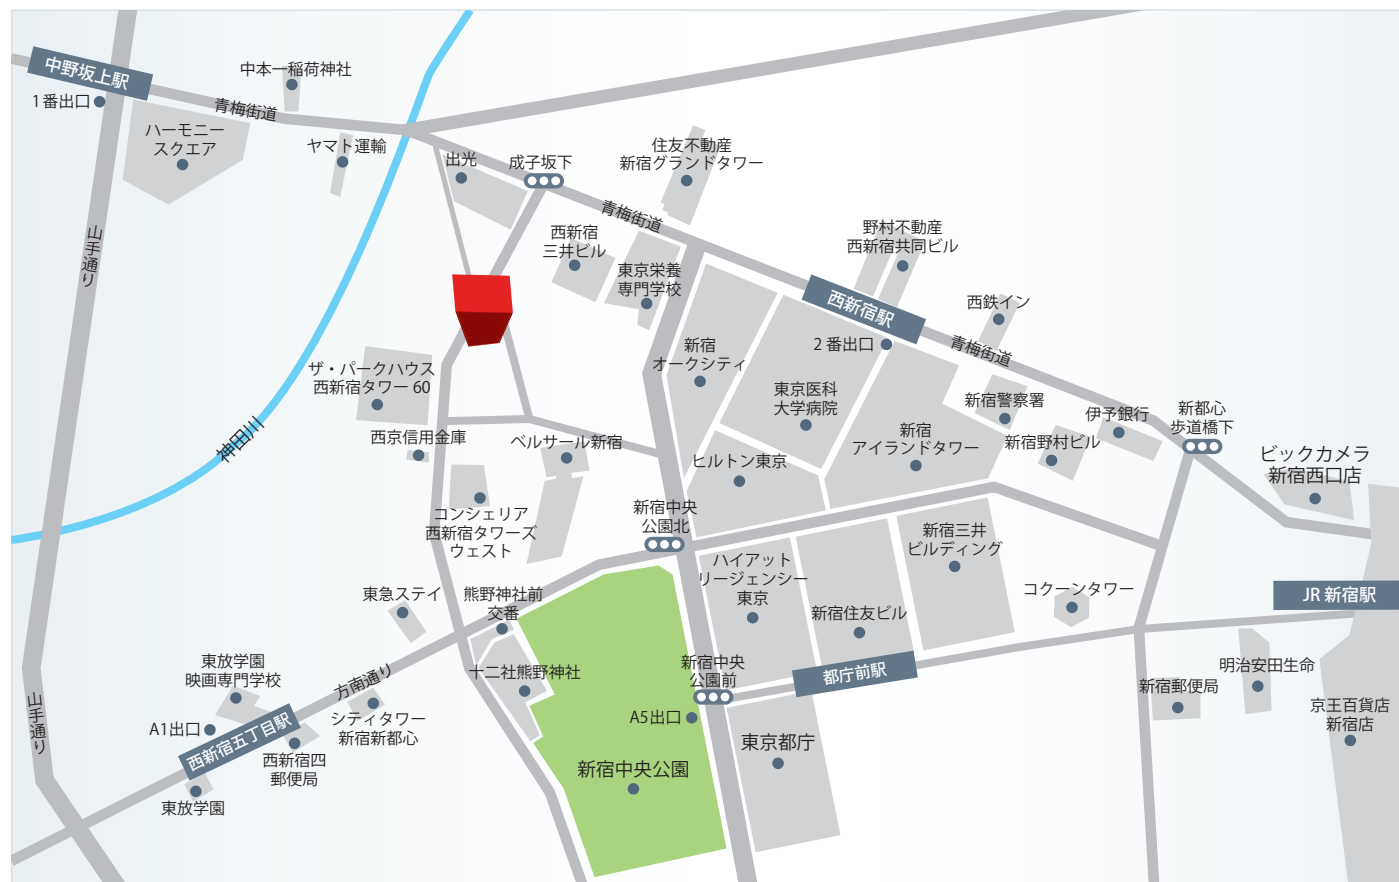 中野坂上駅
1番出口
中本一稲荷神社
青梅街道
ハーモニー
スクエア
ヤマト運輸
出光
成子坂下
住友不動産
新宿グランドタワー
青梅街道
西新宿
三井ビル
東京栄養
専門学校
野村不動産
西新宿共同ビル
西新宿駅
西鉄イン
青梅街道
山手通り
2番出口
新宿
オークシティ
東京医科
大学病院
新宿警察署
伊予銀行
新都心
歩道橋下
ザ・パークハウス
西新宿タワー60
神田川
西京信用金庫
ベルサール新宿
ヒルトン東京
新宿
アイランドタワー
新宿野村ビル
ビックカメラ
新宿西口店
コンシェリア
西新宿タワーズ
ウェスト
新宿中央
公園北
ハイアット
リージェンシー
東京
新宿三井
ビルディング
新宿住友ビル
コクーンタワー
JR新宿駅
東急ステイ
熊野神社前
交番
十二社熊野神社
新宿中央
公園前
都庁前駅
A5出口
東京都庁
新宿中央公園
新宿郵便局
明治安田生命
京王百貨店
新宿店
東放学園
映画専門学校
方南通り
A1出口
西新宿五丁目駅
シティタワー
新宿新都心
西新宿四
郵便局
東放学園
山手通り